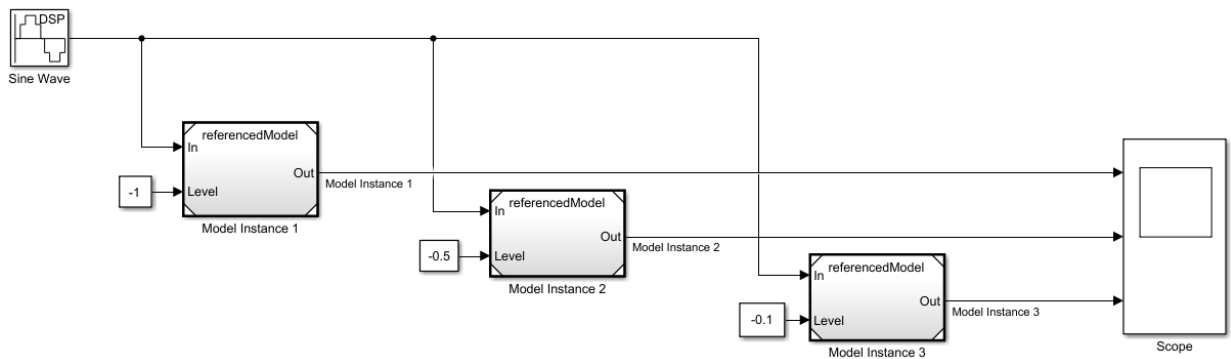 DSP
Sine Wave
referencedModel
In
Out
Model Instance 1
-1
Level
Model Instance 1
referencedModel
In
Out
Model Instance 2
-0.5
Level
Model Instance 2
referencedModel
In
Out
Model Instance 3
-0.1
Level
Model Instance 3
Scope